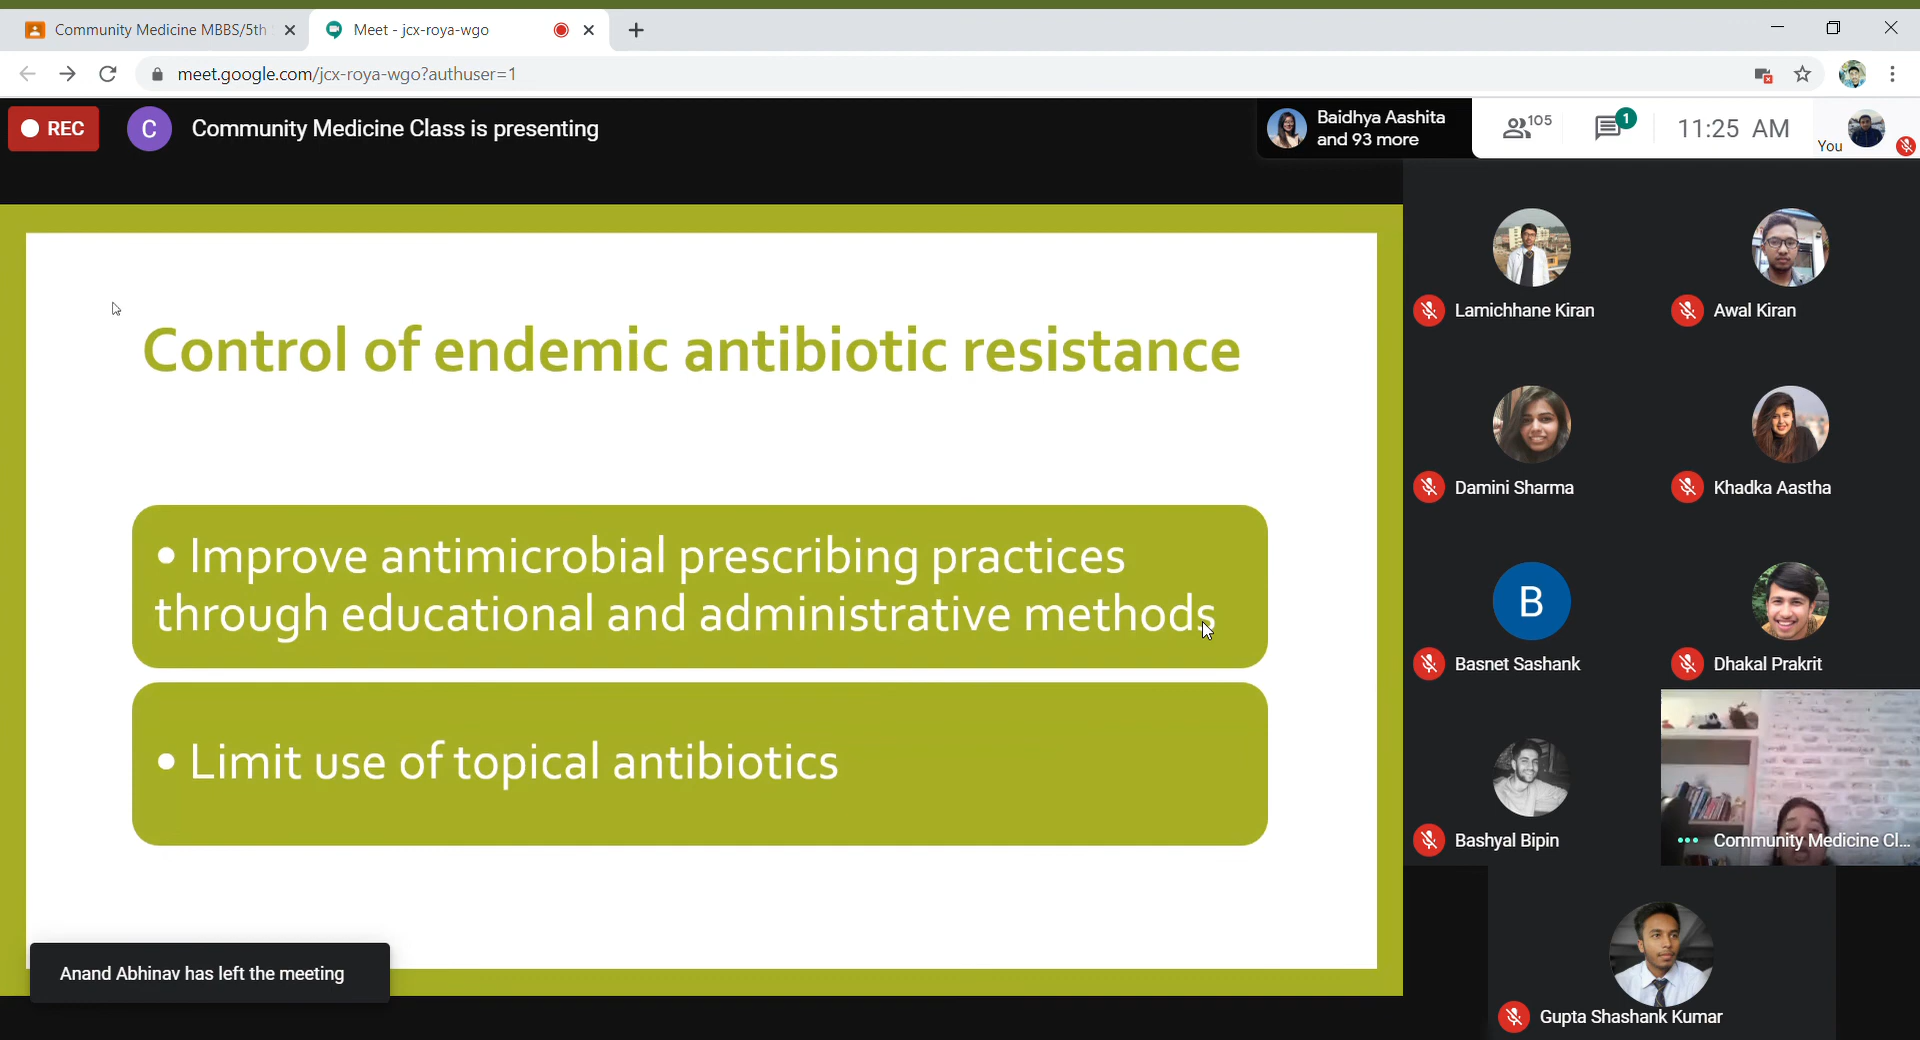 Community Medicine MBBS/5th
Meet - jcx-roya-wgo
meet.google.com/jcx-roya-wgo?authuser=1
REC
C
Community Medicine Class is presenting
Baidhya Aashita
and 93 more
105
1
11:25 AM
You
Control of endemic antibiotic resistance
• Improve antimicrobial prescribing practices
through educational and administrative methods
• Limit use of topical antibiotics
Lamichhane Kiran
Awal Kiran
Damini Sharma
Khadka Aastha
B
Basnet Sashank
Dhakal Prakrit
Bashyal Bipin
Community Medicine Cl...
Gupta Shashank Kumar
Anand Abhinav has left the meeting